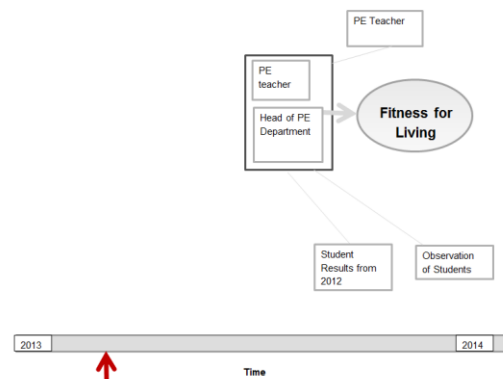 PE Teacher
PE
teacher
Head of PE
Department
Fitness for
Living
Student
Results from
2012
Observation
of Students
2013
2014
Time